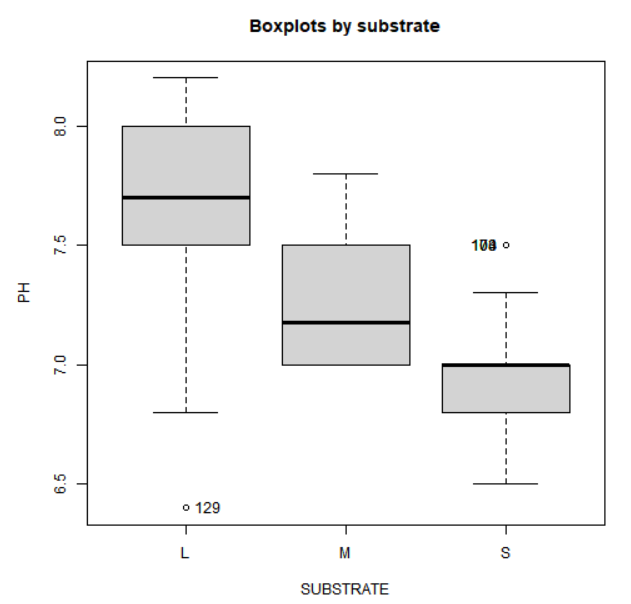 Boxplots by substrate
8.0
7.5
7.0
6.5
PH
129
L M S
SUBSTRATE